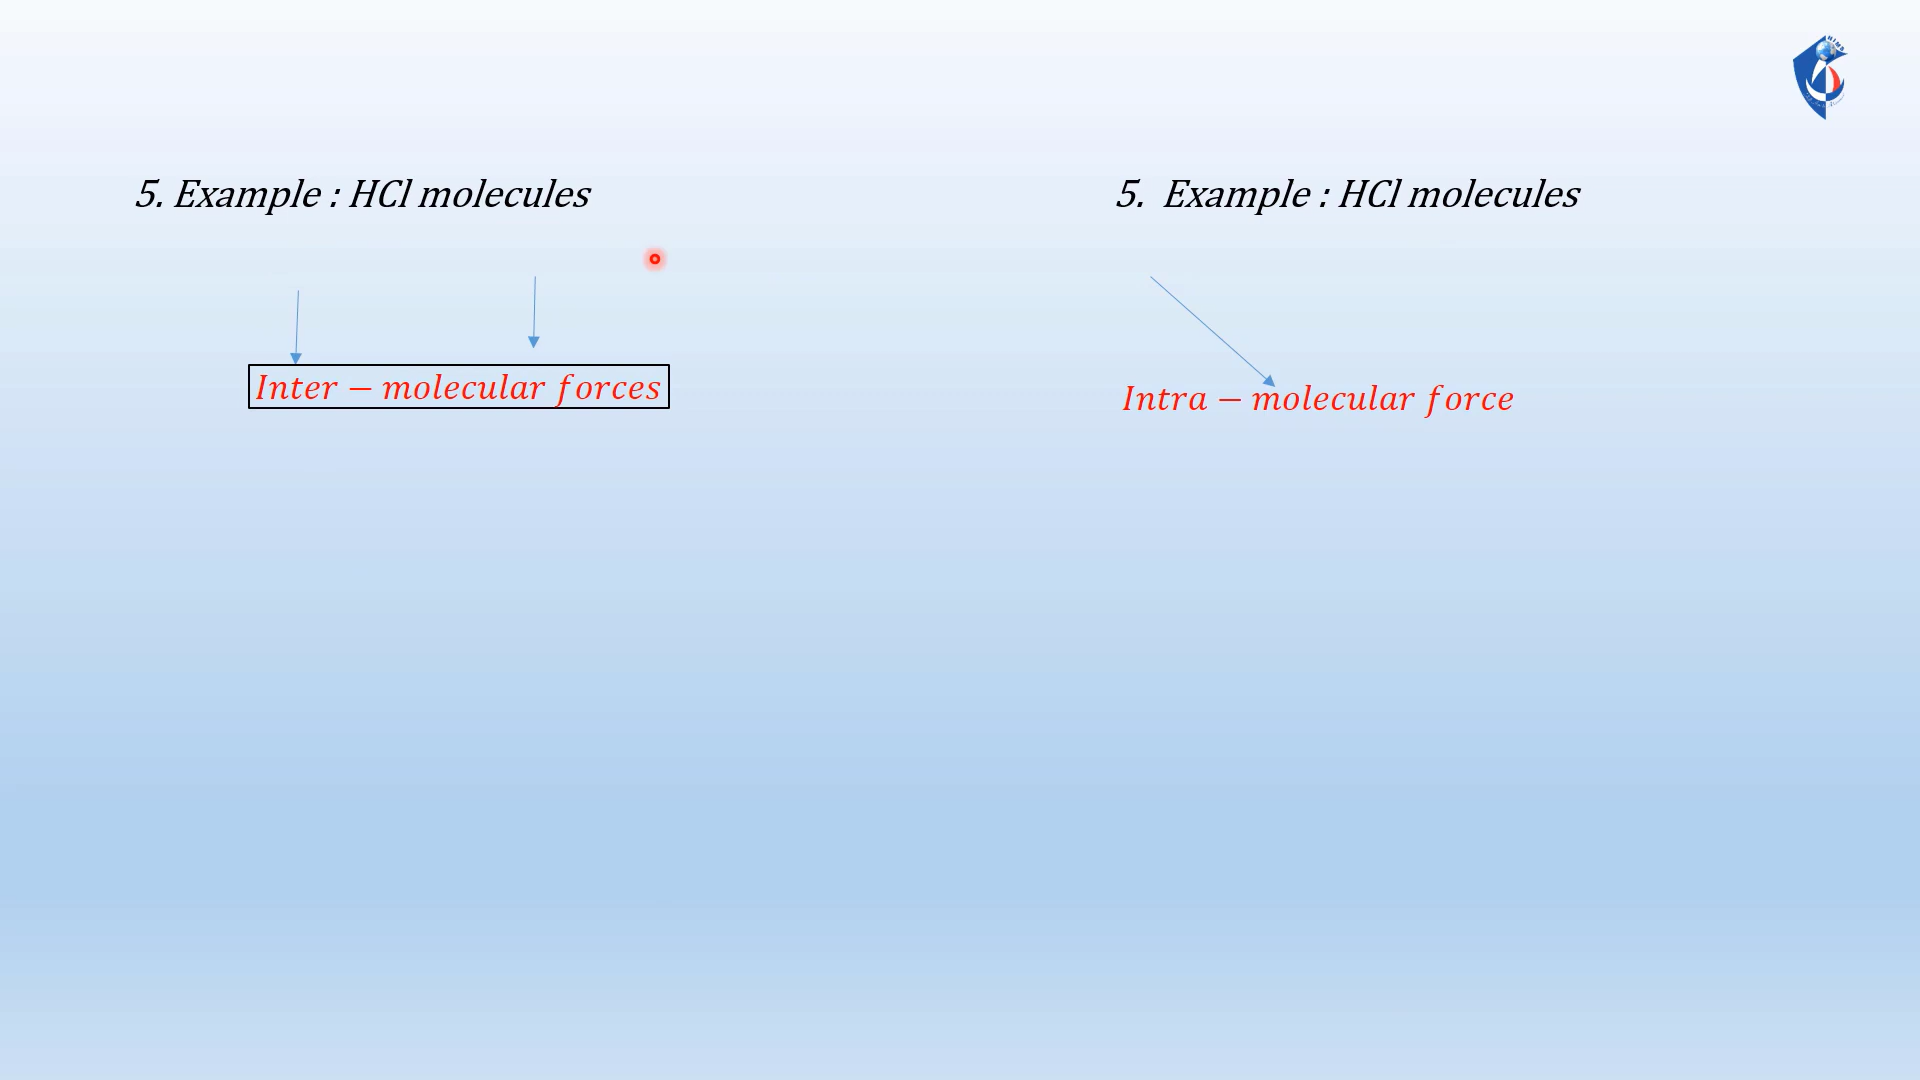 5. Example : HCl molecules
Inter − molecular forces
5. Example : HCl molecules
Intra − molecular force